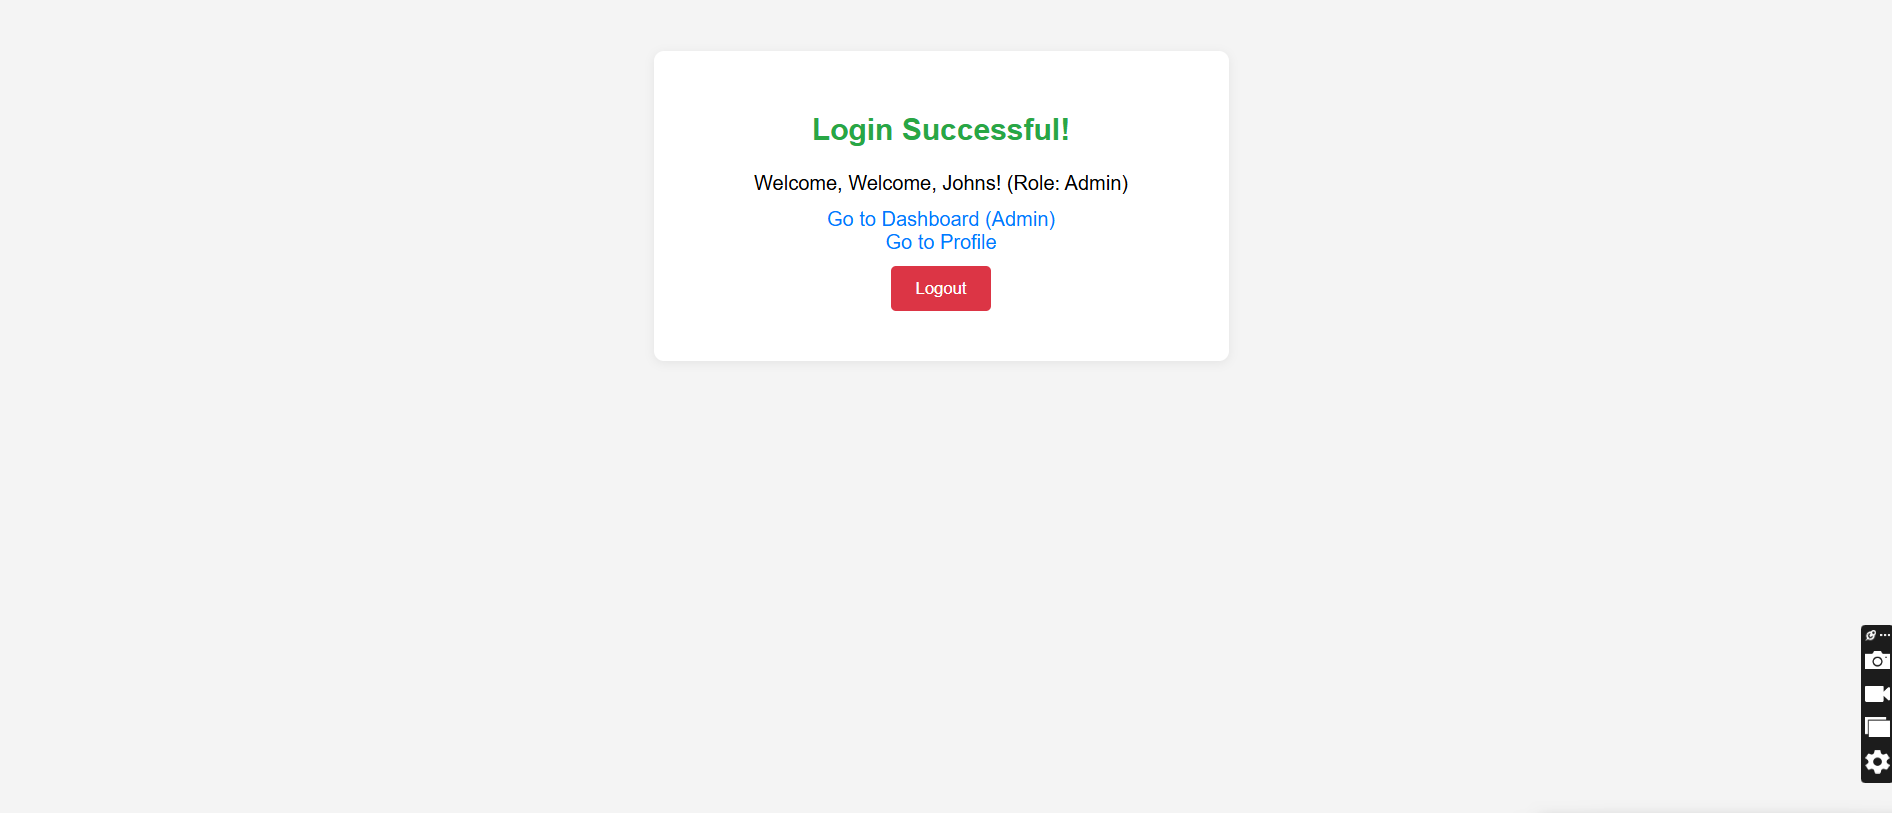 Login Successful!
Welcome, Welcome, Johns! (Role: Admin)
Go to Dashboard (Admin)
Go to Profile
Logout